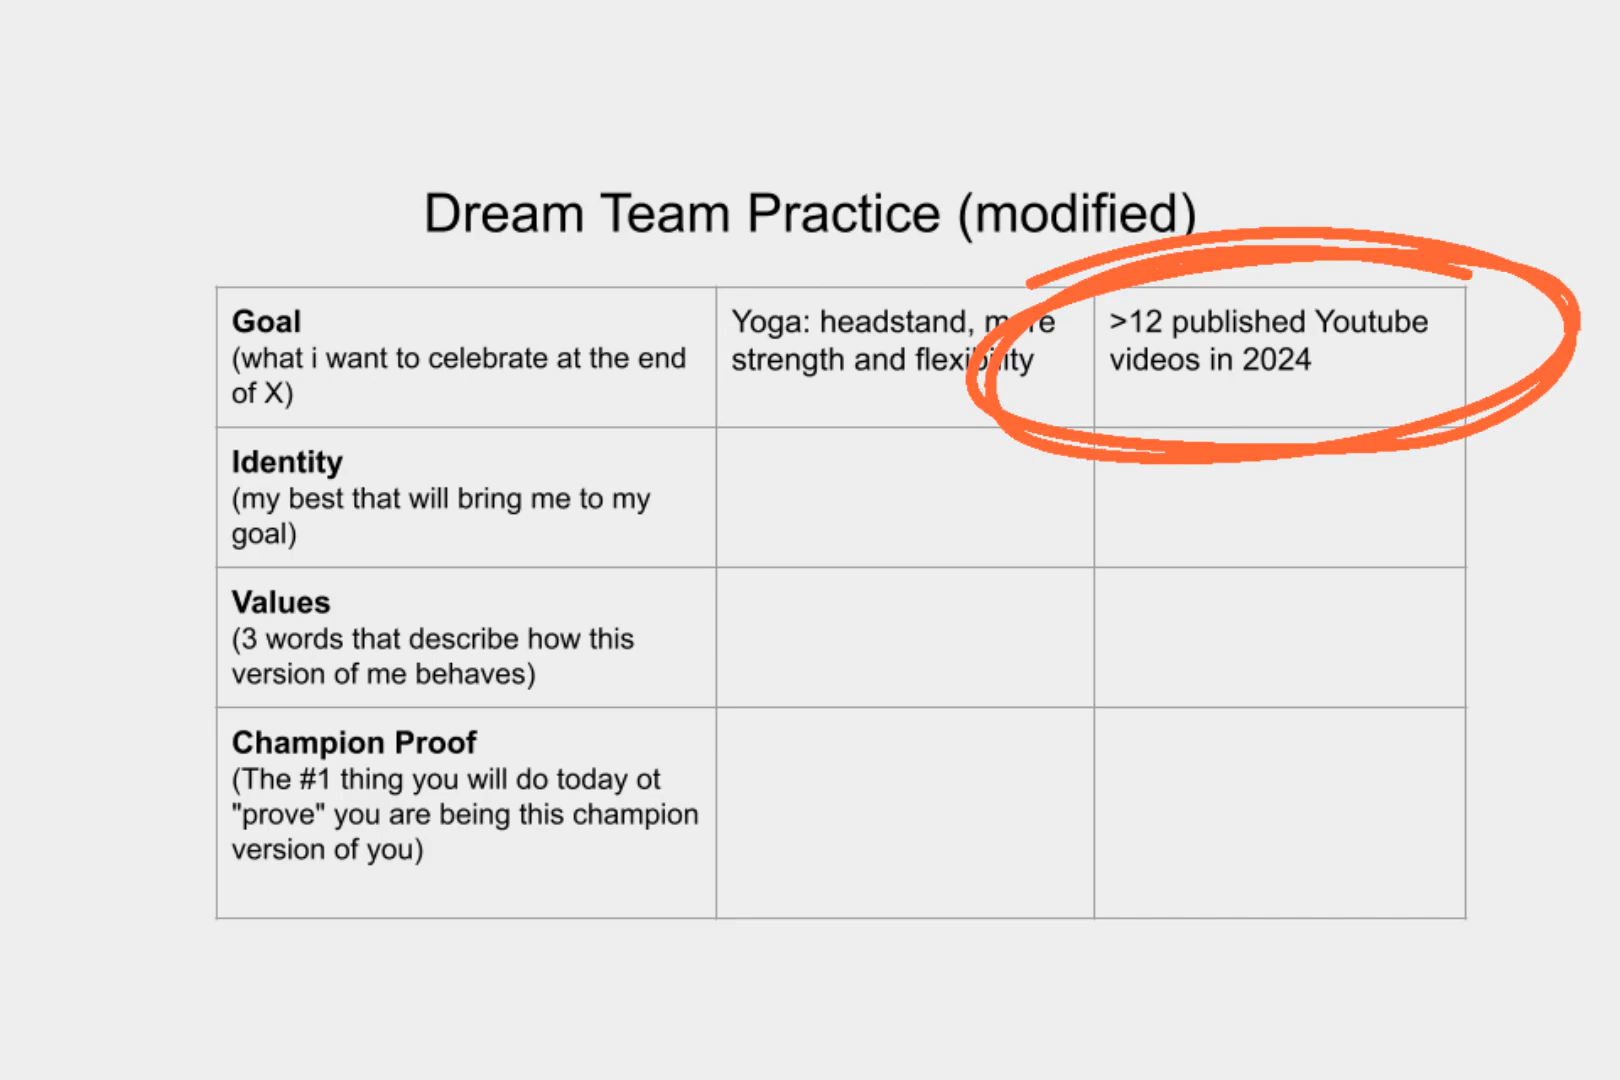 Dream Team Practice (modified)
Goal
(what i want to celebrate at the end
of X)
Yoga: headstand, more
strength and flexibility
>12 published Youtube
videos in 2024
Identity
(my best that will bring me to my
goal)
Values
(3 words that describe how this
version of me behaves)
Champion Proof
(The #1 thing you will do today ot
"prove" you are being this champion
version of you)